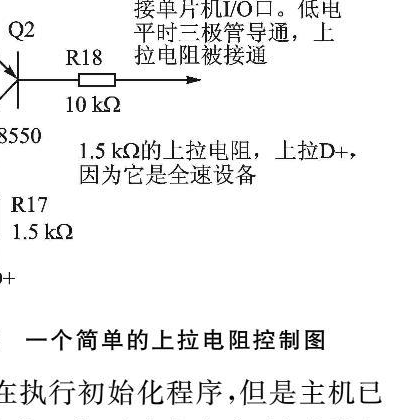 接单片机I/O口。低电
平时三极管导通，上
拉电阻被接通
Q2
R18
10 kΩ
8550
1.5 kΩ的上拉电阻，上拉D+，
因为它是全速设备
R17
1.5 kΩ
D+
一个简单的上拉电阻控制图
在执行初始化程序，但是主机已